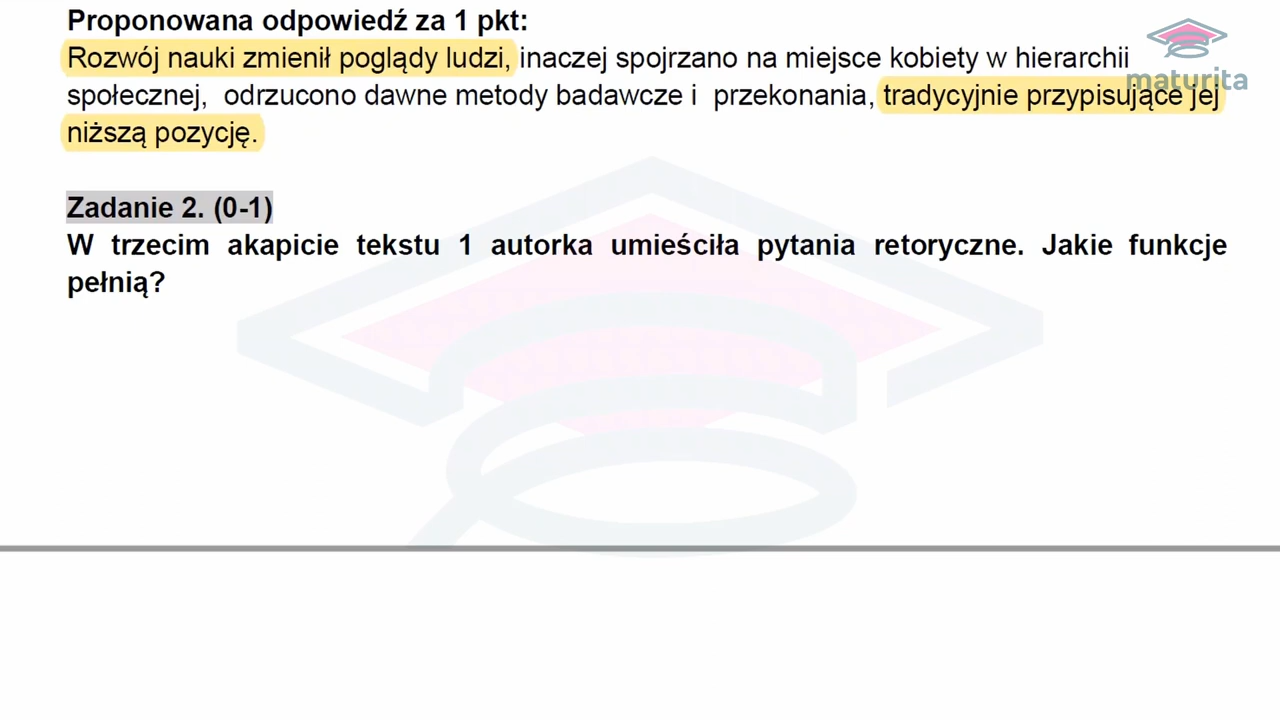 Proponowana odpowiedź za 1 pkt:
Rozwój nauki zmienił poglądy ludzi, inaczej spojrzano na miejsce kobiety w hierarchii
społecznej, odrzucono dawne metody badawcze i przekonania, tradycyjnie przypisujące jej
niższą pozycję.
maturita
Zadanie 2. (0-1)
W trzecim akapicie tekstu 1 autorka umieściła pytania retoryczne. Jakie funkcje
pełnią?